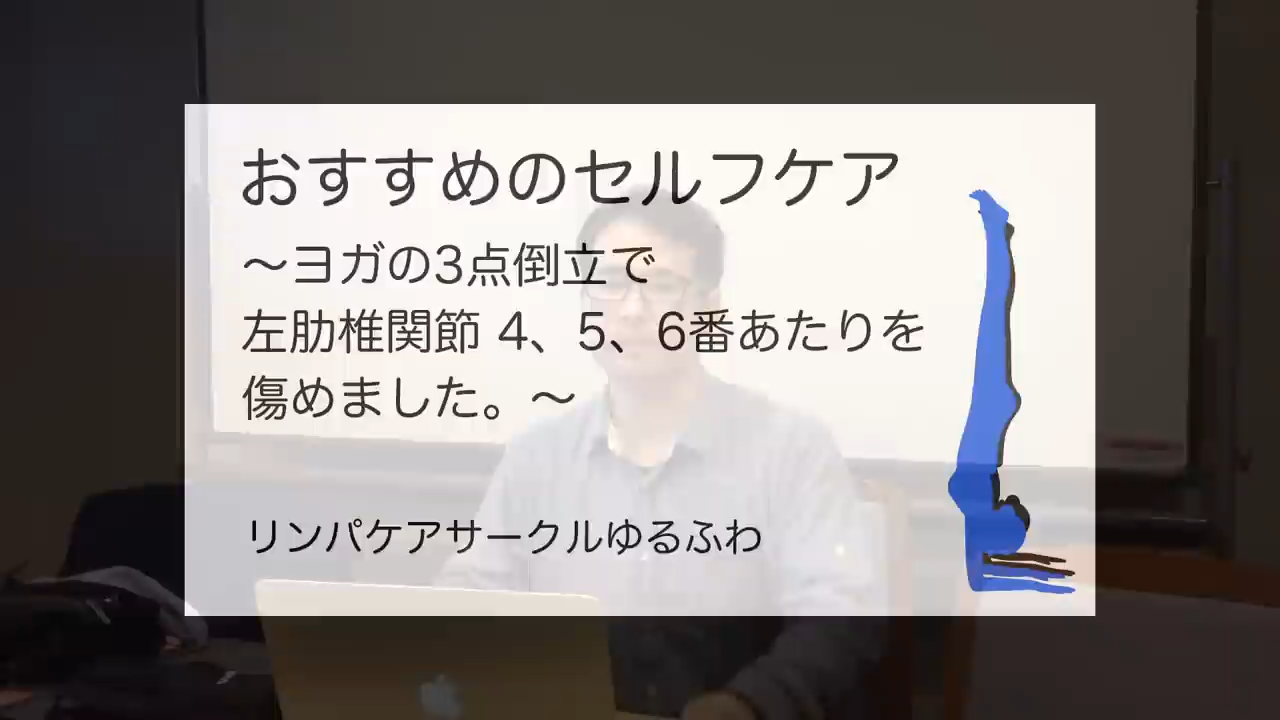 おすすめのセルフケア
〜ヨガの3点倒立で
左肋椎関節 4、5、6番あたりを
傷めました。〜
リンパケアサークルゆるふわ